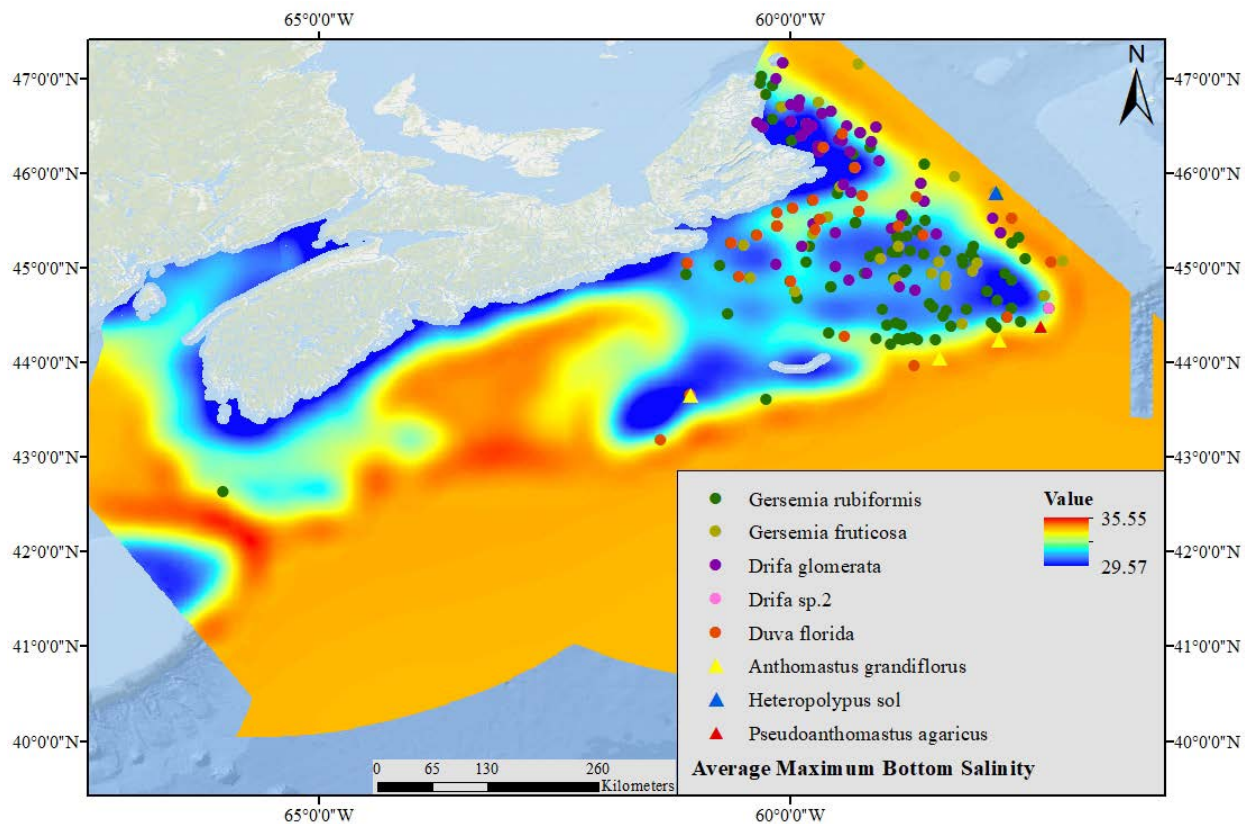 65°0'0"W 60°0'0"W
N
47°0'0"N 47°0'0"N
46°0'0"N 46°0'0"N
45°0'0"N 45°0'0"N
44°0'0"N 44°0'0"N
43°0'0"N 43°0'0"N
42°0'0"N 42°0'0"N
41°0'0"N 41°0'0"N
40°0'0"N 40°0'0"N
Gersemia rubiformis
Gersemia fruticosa
Drifa glomerata
Drifa sp.2
Duva florida
Anthomastus grandiflorus
Heteropolypus sol
Pseudoanthomastus agaricus
Value
35.55
29.57
Average Maximum Bottom Salinity
0 65 130 260
Kilometers
65°0'0"W 60°0'0"W